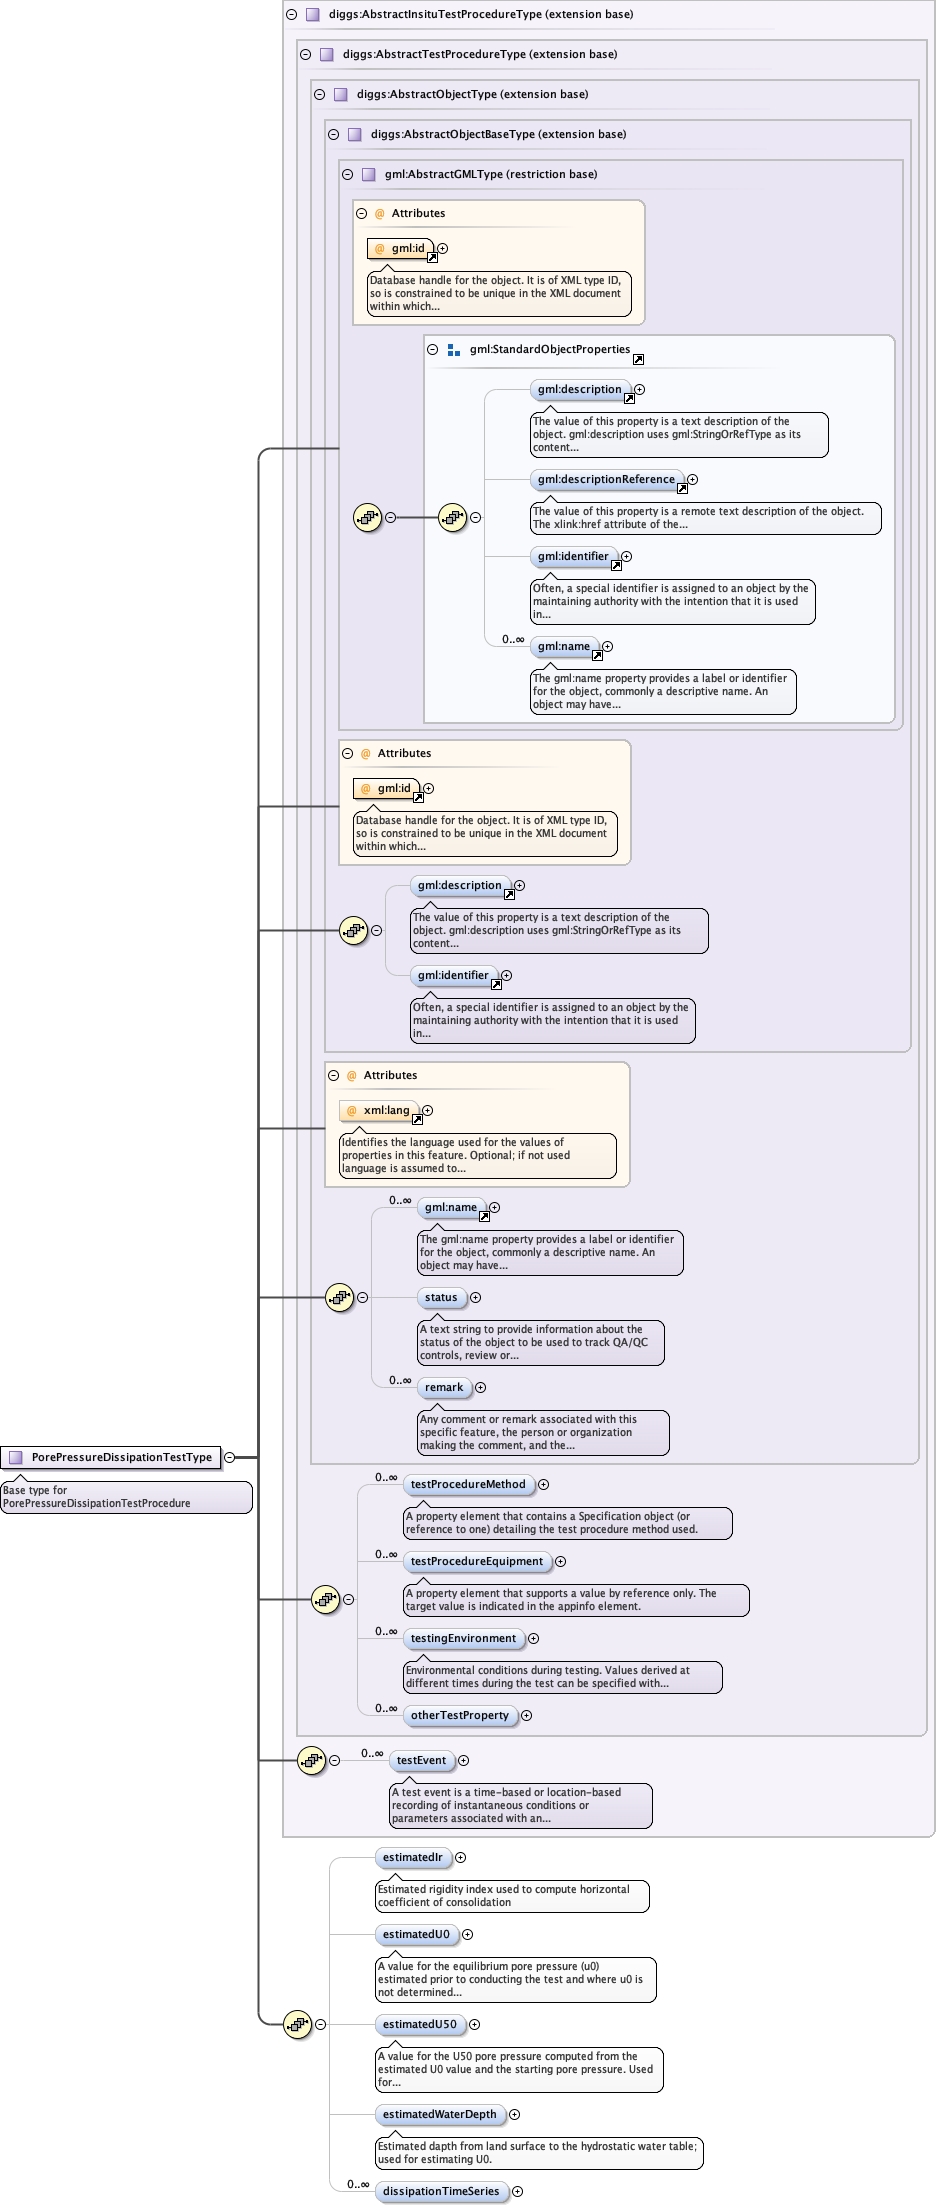 diggs:AbstractInsituTestProcedureType (extension base)
diggs:AbstractTestProcedureType (extension base)
diggs:AbstractObjectType (extension base)
diggs:AbstractObjectBaseType (extension base)
gml:AbstractGMLType (restriction base)
@ Attributes
@ gml:id
Database handle for the object. It is of XML type ID,
so is constrained to be unique in the XML document
within which...
gml:StandardObjectProperties
gml:description
The value of this property is a text description of the
object. gml:description uses gml:StringOrRefType as its
content...
gml:descriptionReference
The value of this property is a remote text description of the object.
The xlink:href attribute of the...
gml:identifier
Often, a special identifier is assigned to an object by the
maintaining authority with the intention that it is used
in...
0..∞
gml:name
The gml:name property provides a label or identifier
for the object, commonly a descriptive name. An
object may have...
@ Attributes
@ gml:id
Database handle for the object. It is of XML type ID,
so is constrained to be unique in the XML document
within which...
gml:description
The value of this property is a text description of the
object. gml:description uses gml:StringOrRefType as its
content...
gml:identifier
Often, a special identifier is assigned to an object by the
maintaining authority with the intention that it is used
in...
@ Attributes
@ xml:lang
Identifies the language used for the values of
properties in this feature. Optional; if not used
language is assumed to...
0..∞
gml:name
The gml:name property provides a label or identifier
for the object, commonly a descriptive name. An
object may have...
status
A text string to provide information about the
status of the object to be used to track QA/QC
controls, review or...
0..∞
remark
Any comment or remark associated with this
specific feature, the person or organization
making the comment, and the...
PorePressureDissipationTestType
Base type for
PorePressureDissipationTestProcedure
0..∞
testProcedureMethod
A property element that contains a Specification object (or
reference to one) detailing the test procedure method used.
0..∞
testProcedureEquipment
A property element that supports a value by reference only. The
target value is indicated in the appinfo element.
0..∞
testingEnvironment
Environmental conditions during testing. Values derived at
different times during the test can be specified with...
0..∞
otherTestProperty
0..∞
testEvent
A test event is a time-based or location-based
recording of instantaneous conditions or
parameters associated with an...
estimatedIr
Estimated rigidity index used to compute horizontal
coefficient of consolidation
estimatedU0
A value for the equilibrium pore pressure (u0)
estimated prior to conducting the test and where u0 is
not determined...
estimatedU50
A value for the U50 pore pressure computed from the
estimated U0 value and the starting pore pressure. Used
for...
estimatedWaterDepth
Estimated dapth from land surface to the hydrostatic water table;
used for estimating U0.
0..∞
dissipationTimeSeries